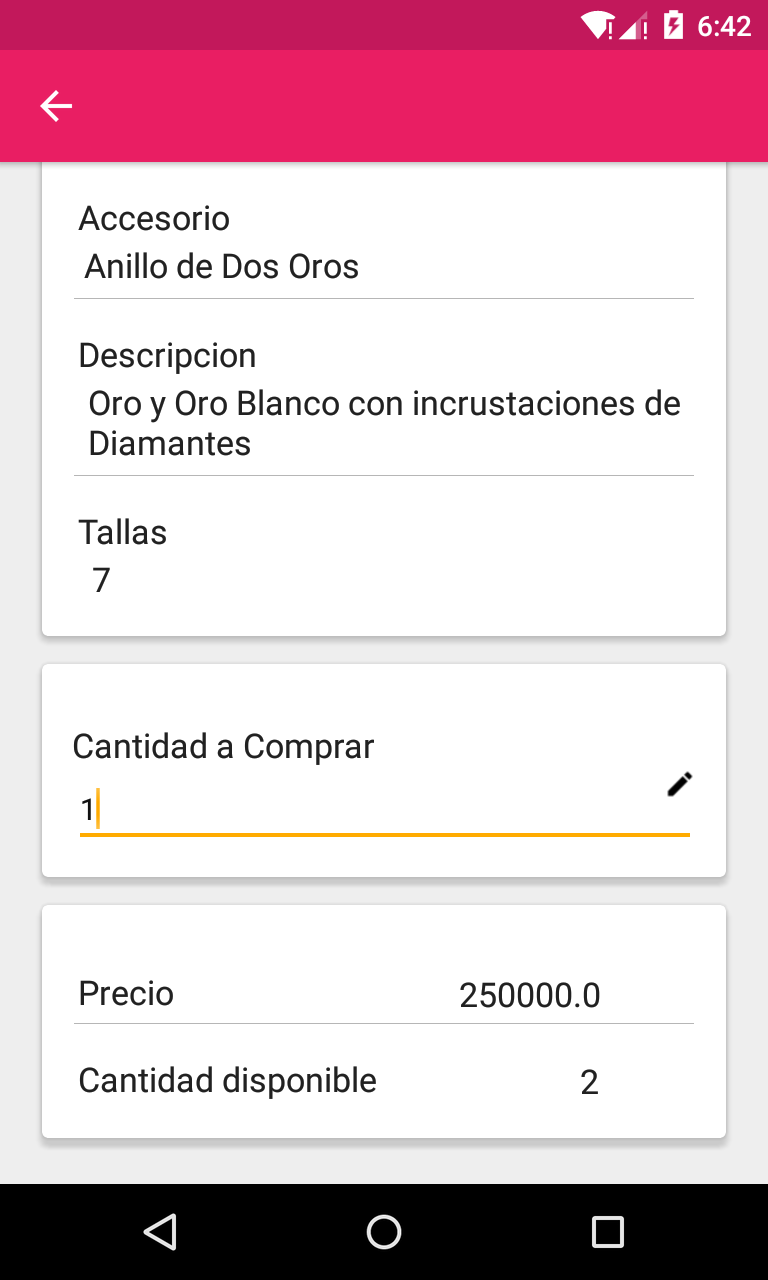 6:42
Accesorio
Anillo de Dos Oros
Descripcion
Oro y Oro Blanco con incrustaciones de
Diamantes
Tallas
7
Cantidad a Comprar
1
Precio 250000.0
Cantidad disponible 2